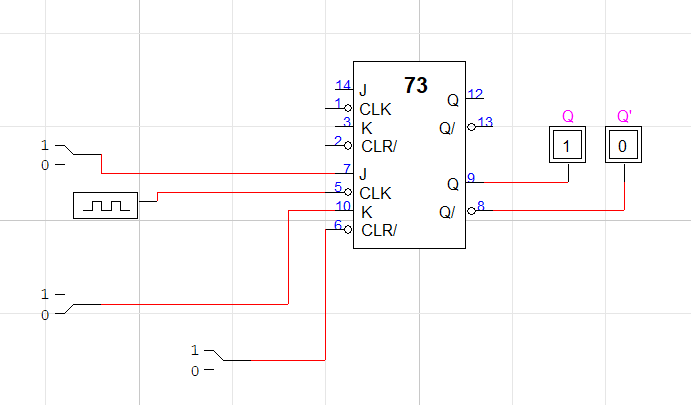 73
14 J
1 CLK
3 K
2 CLR/
Q 12
Q/ 13
7 J
5 CLK
10 K
6 CLR/
Q 9
Q/ 8
Q Q'
1 0
1
0
1
0
1
0